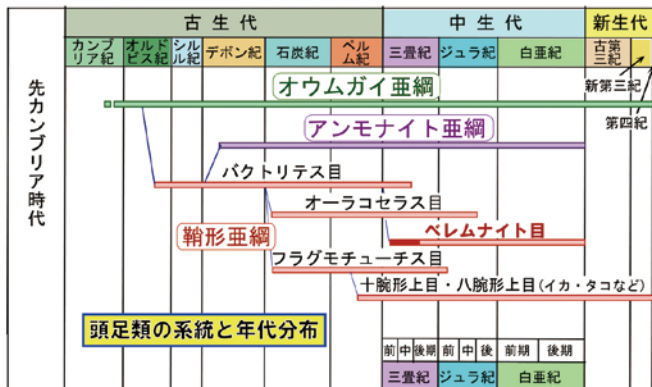 古生代
中生代
新生代
カンブリア紀
オルドビス紀
シルル紀
デボン紀
石炭紀
ペルム紀
三畳紀
ジュラ紀
白亜紀
古第三紀
新第三紀
第四紀
先カンブリア時代
オウムガイ亜綱
アンモナイト亜綱
バクトリテス目
オーラコセラス目
鞘形亜綱
ベレムナイト目
フラグモチューチス目
十腕形上目・八腕形上目(イカ・タコなど)
頭足類の系統と年代分布
前 中 後期 前 中 後 前期 後期
三畳紀 ジュラ紀 白亜紀